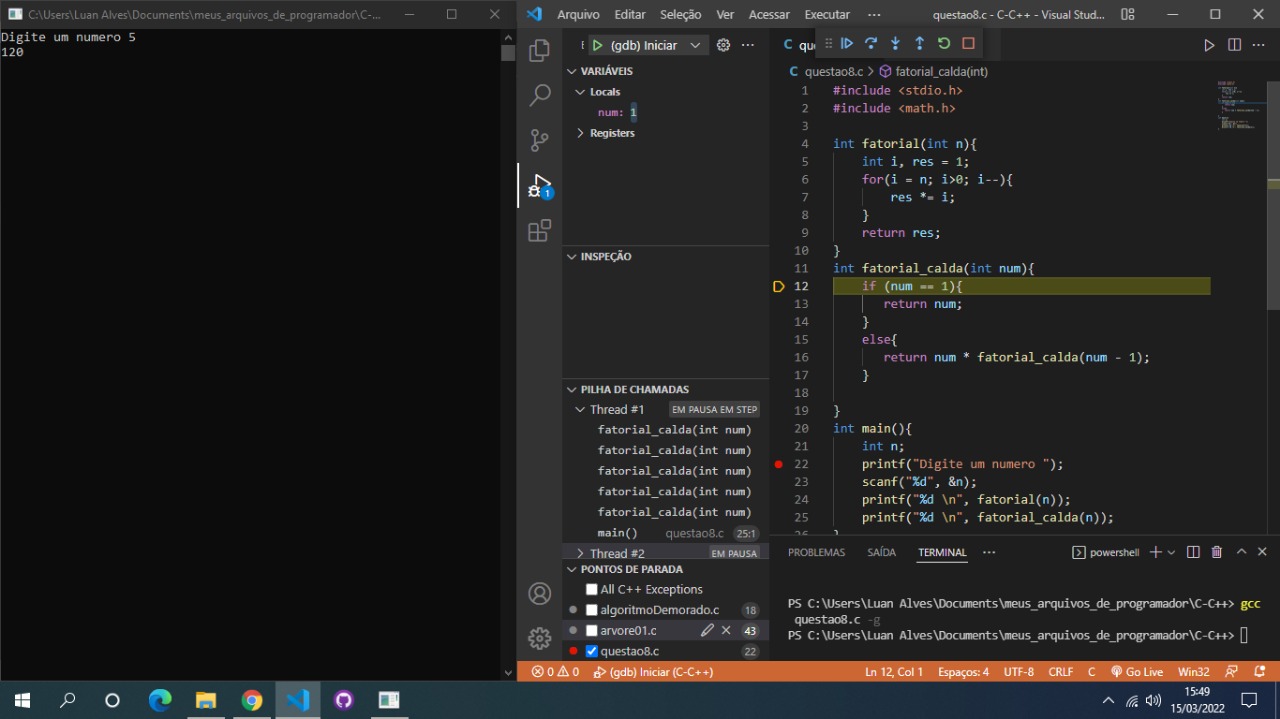 C:\Users\Luan Alves\Documents\meus_arquivos_de_programador\C-...
Digite um numero 5
120
Arquivo Editar Seleção Ver Acessar Executar ··· questao8.c - C-C++ - Visual Stud...
(gdb) Iniciar ···
VARIÁVEIS
Locals
num: 1
Registers
INSPEÇÃO
PILHA DE CHAMADAS
Thread #1 EM PAUSA EM STEP
fatorial_calda(int num)
fatorial_calda(int num)
fatorial_calda(int num)
fatorial_calda(int num)
fatorial_calda(int num)
main() questao8.c 25:1
Thread #2 EM PAUSA
PONTOS DE PARADA
All C++ Exceptions
algoritmoDemorado.c 18
arvore01.c 43
questao8.c 22
1
C qu
C questao8.c > fatorial_calda(int)
1 #include <stdio.h>
2 #include <math.h>
3
4 int fatorial(int n){
5 int i, res = 1;
6 for(i = n; i>0; i--){
7 res *= i;
8 }
9 return res;
10 }
11 int fatorial_calda(int num){
12 if (num == 1){
13 return num;
14 }
15 else{
16 return num * fatorial_calda(num - 1);
17 }
18
19 }
20 int main(){
21 int n;
22 printf("Digite um numero ");
23 scanf("%d", &n);
24 printf("%d \n", fatorial(n));
25 printf("%d \n", fatorial_calda(n));
26 }
PROBLEMAS SAÍDA TERMINAL ··· powershell
PS C:\Users\Luan Alves\Documents\meus_arquivos_de_programador\C-C++> gcc
questao8.c -g
PS C:\Users\Luan Alves\Documents\meus_arquivos_de_programador\C-C++>
0 0 (gdb) Iniciar (C-C++) Ln 12, Col 1 Espaços: 4 UTF-8 CRLF C Go Live Win32
15:49
15/03/2022